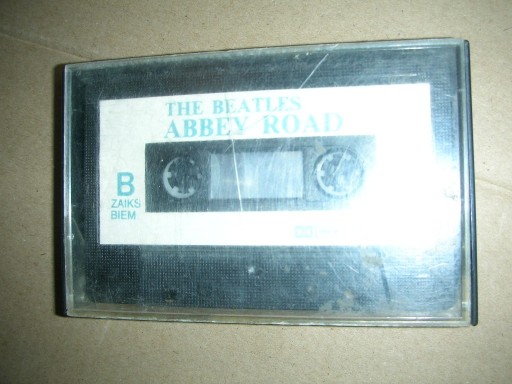 THE BEATLES
ABBEY ROAD
B
ZAIKS
BIEM